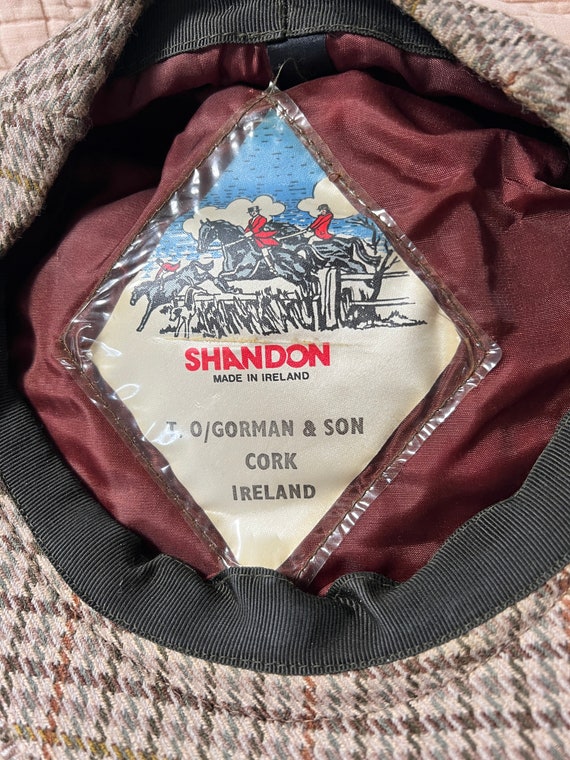 SHANDON
MADE IN IRELAND
T. O/GORMAN & SON
CORK
IRELAND